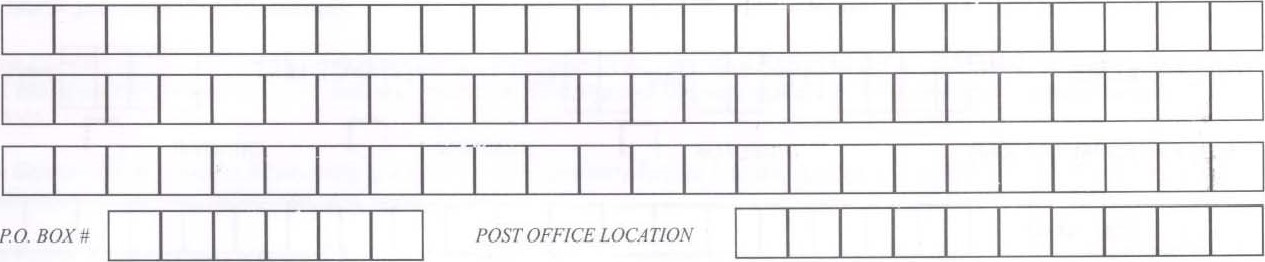 P.O. BOX # POST OFFICE LOCATION